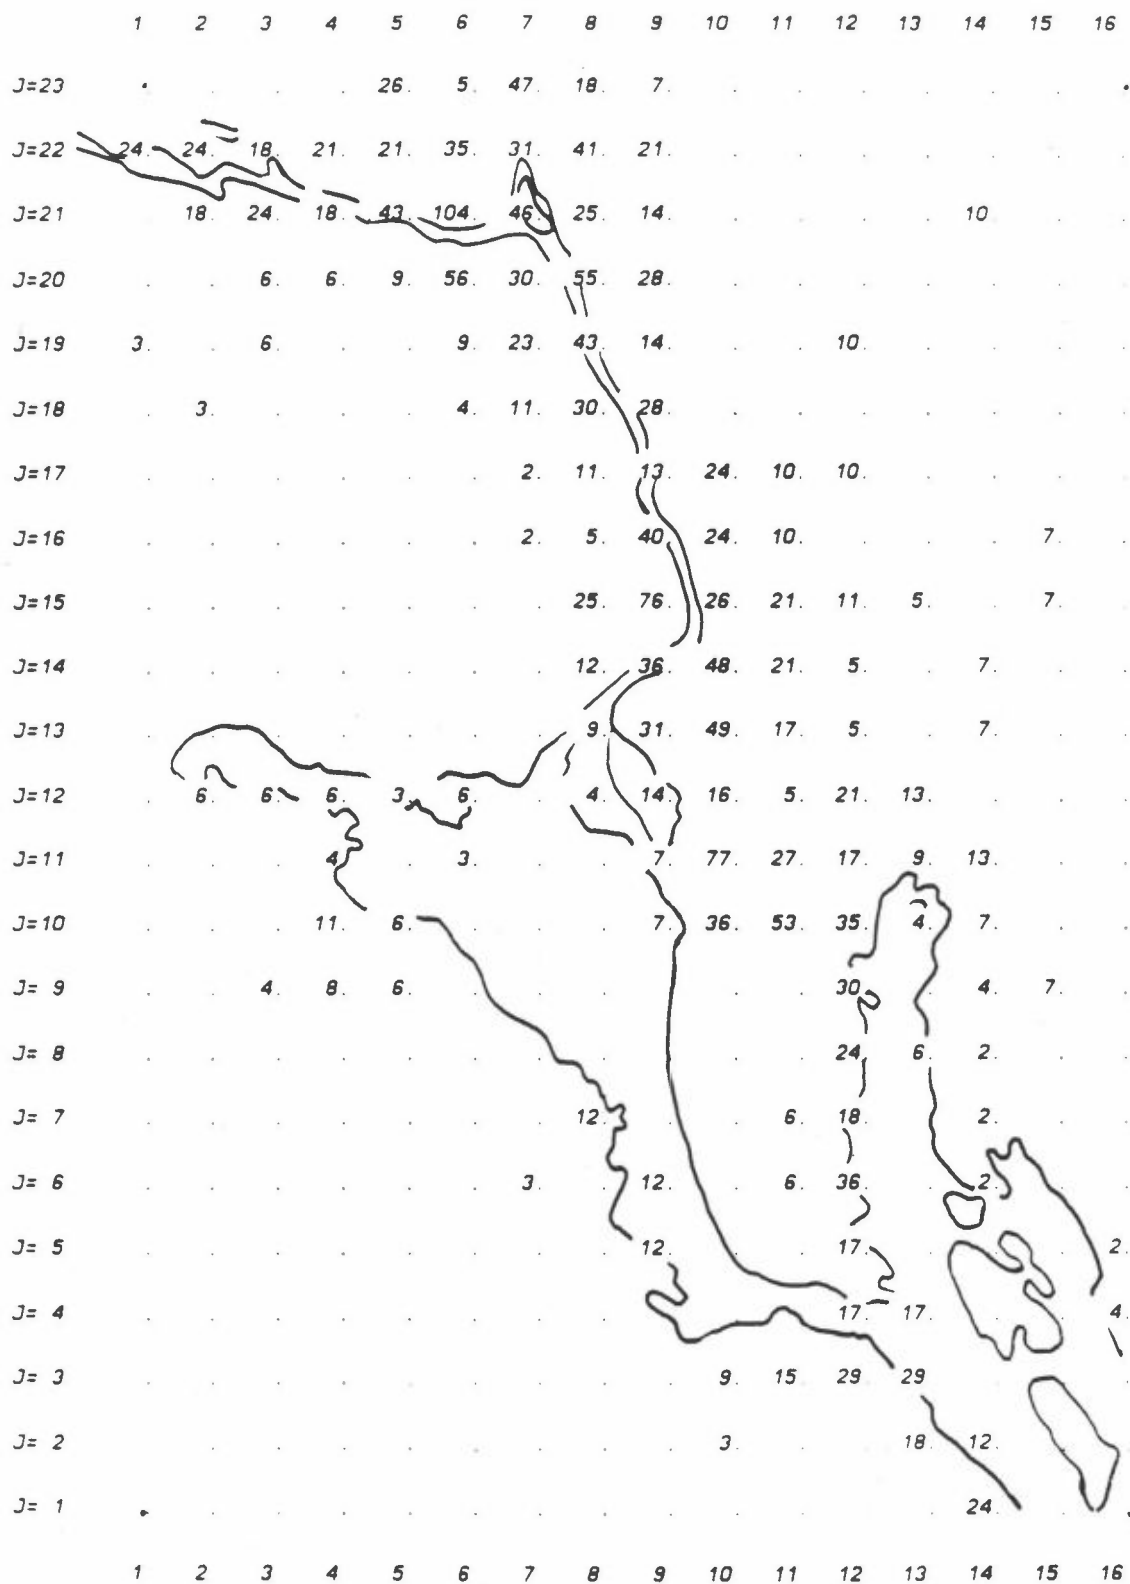 1 2 3 4 5 6 7 8 9 10 11 12 13 14 15 16
J=23 . . . . 26. 5. 47. 18. 7. . . . . . . .
J=22 24. 24. 18. 21. 21. 35. 31. 41. 21. . . . . . . .
J=21 18. 24. 18. 43. 104. 46. 25. 14. . . . . 10. . .
J=20 . . 6. 6. 9. 56. 30. 55. 28. . . . . . . .
J=19 3. . 6. . . 9. 23. 43. 14. . . 10. . . . .
J=18 . 3. . . . 4. 11. 30. 28. . . . . . . .
J=17 . . . . . . 2. 11. 13. 24. 10. 10. . . . .
J=16 . . . . . . 2. 5. 40. 24. 10. . . . 7. .
J=15 . . . . . . . 25. 76. 26. 21. 11. 5. . 7. .
J=14 . . . . . . . 12. 36. 48. 21. 5. . 7. . .
J=13 . . . . . . . 9. 31. 49. 17. 5. . 7. . .
J=12 . 6. 6. 6. 3. 6. . 4. 14. 16. 5. 21. 13. . . .
J=11 . . . 4. . 3. . . 7. 77. 27. 17. 9. 13. . .
J=10 . . . 11. 6. . . . 7. 36. 53. 35. 4. 7. . .
J= 9 . . 4. 8. 6. . . . . . . 30. . 4. 7. .
J= 8 . . . . . . . . . . . 24. 6. 2. . .
J= 7 . . . . . . . 12. . . 6. 18. . 2. . .
J= 6 . . . . . . 3. . 12. . 6. 36. . 2. . .
J= 5 . . . . . . . . 12. . . 17. . . . 2.
J= 4 . . . . . . . . . . . 17. 17. . . 4.
J= 3 . . . . . . . . . 9. 15. 29. 29. . . .
J= 2 . . . . . . . . . 3. . . 18. 12. . .
J= 1 . . . . . . . . . . . . . 24. . .
1 2 3 4 5 6 7 8 9 10 11 12 13 14 15 16